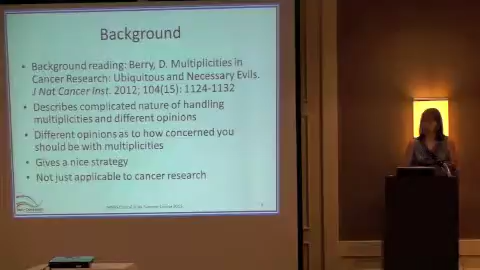 Background
• Background reading: Berry, D. Multiplicities in
Cancer Research: Ubiquitous and Necessary Evils.
J Nat Cancer Inst. 2012; 104(15): 1124-1132
• Describes complicated nature of handling
multiplicities and different opinions
• Different opinions as to how concerned you
should be with multiplicities
• Gives a nice strategy
• Not just applicable to cancer research